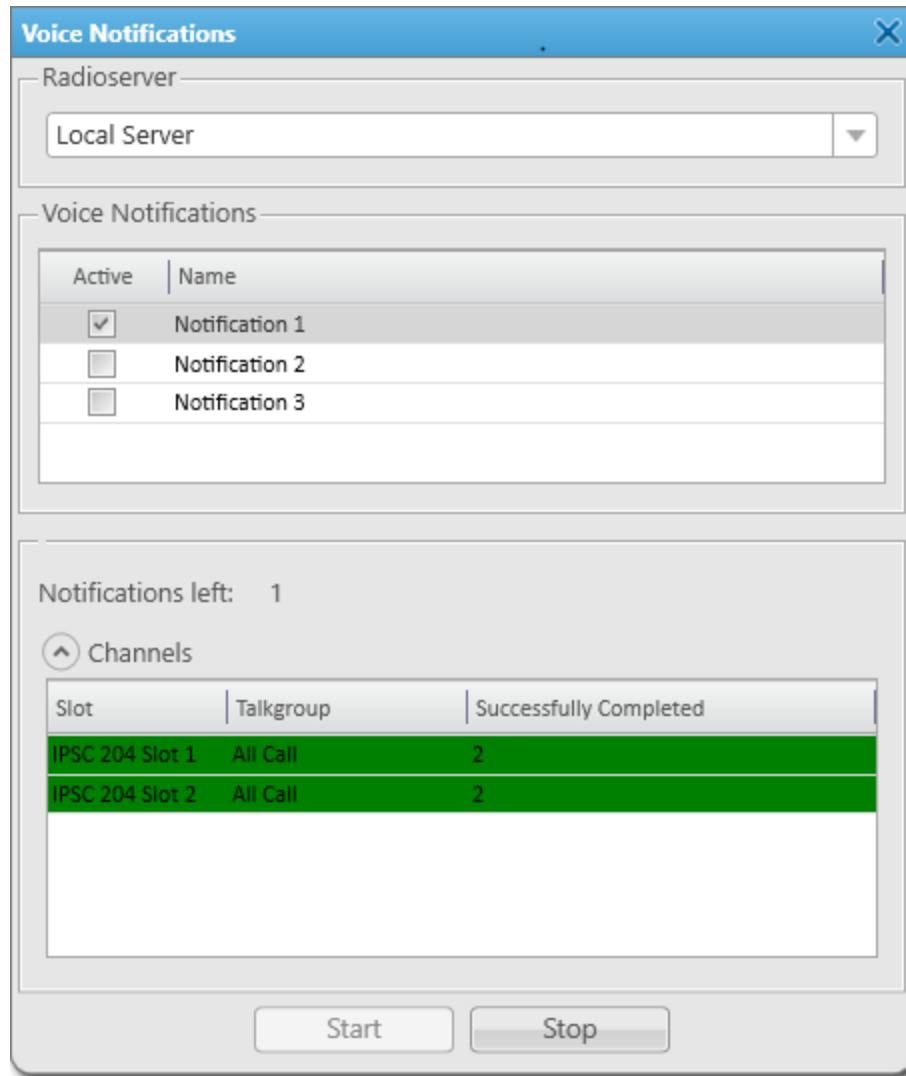 Voice Notifications
Radioserver
Local Server
Voice Notifications
Active Name
Notification 1
Notification 2
Notification 3
Notifications left: 1
Channels
Slot Talkgroup Successfully Completed
IPSC 204 Slot 1 All Call 2
IPSC 204 Slot 2 All Call 2
Start Stop